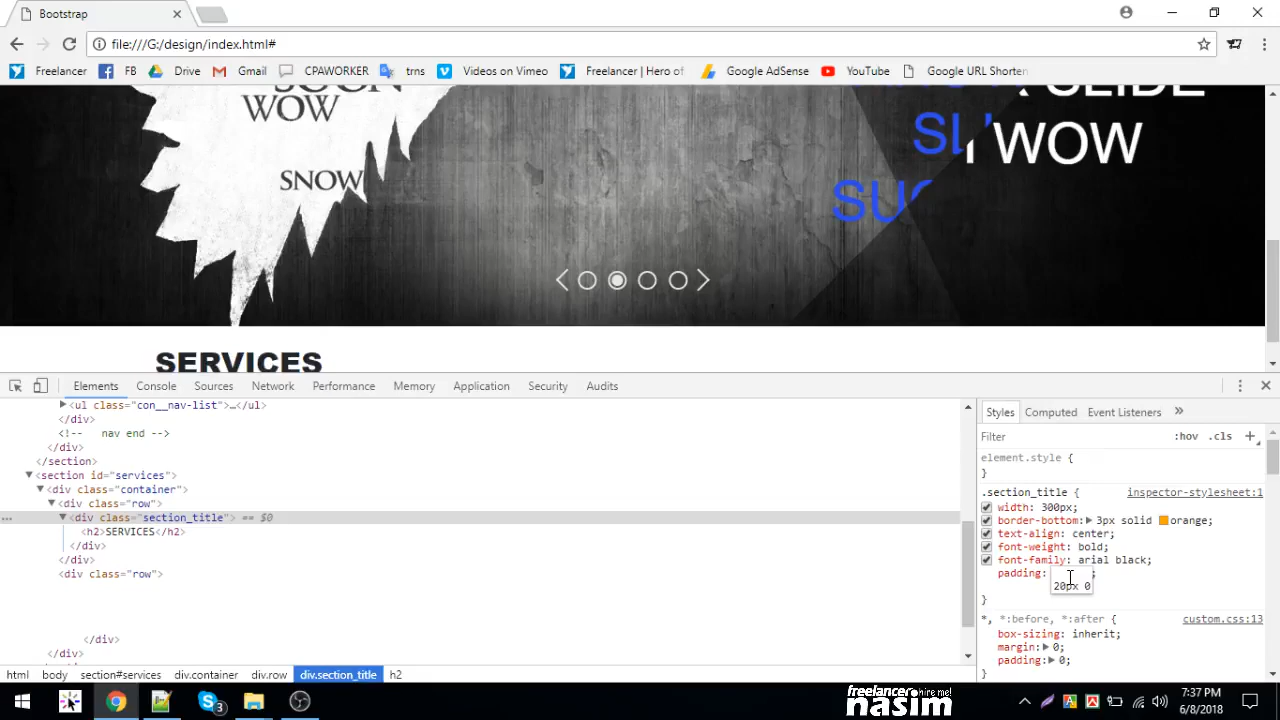 Bootstrap
file:///G:/design/index.html#
Freelancer FB Drive Gmail CPAWORKER trns Videos on Vimeo Freelancer | Hero of Google AdSense YouTube Google URL Shorten
WOW
SNOW
SLIDE
WOW
SERVICES
Elements Console Sources Network Performance Memory Application Security Audits
<ul class="con__nav-list">…</ul>
</div>
<!-- nav end -->
</div>
</section>
<section id="services">
<div class="container">
<div class="row">
… <div class="section_title"> == $0
<h2>SERVICES</h2>
</div>
</div>
<div class="row">
</div>
</div>
html body section#services div.container div.row div.section_title h2
Styles Computed Event Listeners »
Filter :hov .cls +
element.style {
}
.section_title { inspector-stylesheet:1
width: 300px;
border-bottom: 3px solid orange;
text-align: center;
font-weight: bold;
font-family: arial black;
padding: ;
20px 0
}
*, *:before, *:after { custom.css:13
box-sizing: inherit;
margin: 0;
padding: 0;
}
3
freelancer hire me!
nasim
7:37 PM
6/8/2018